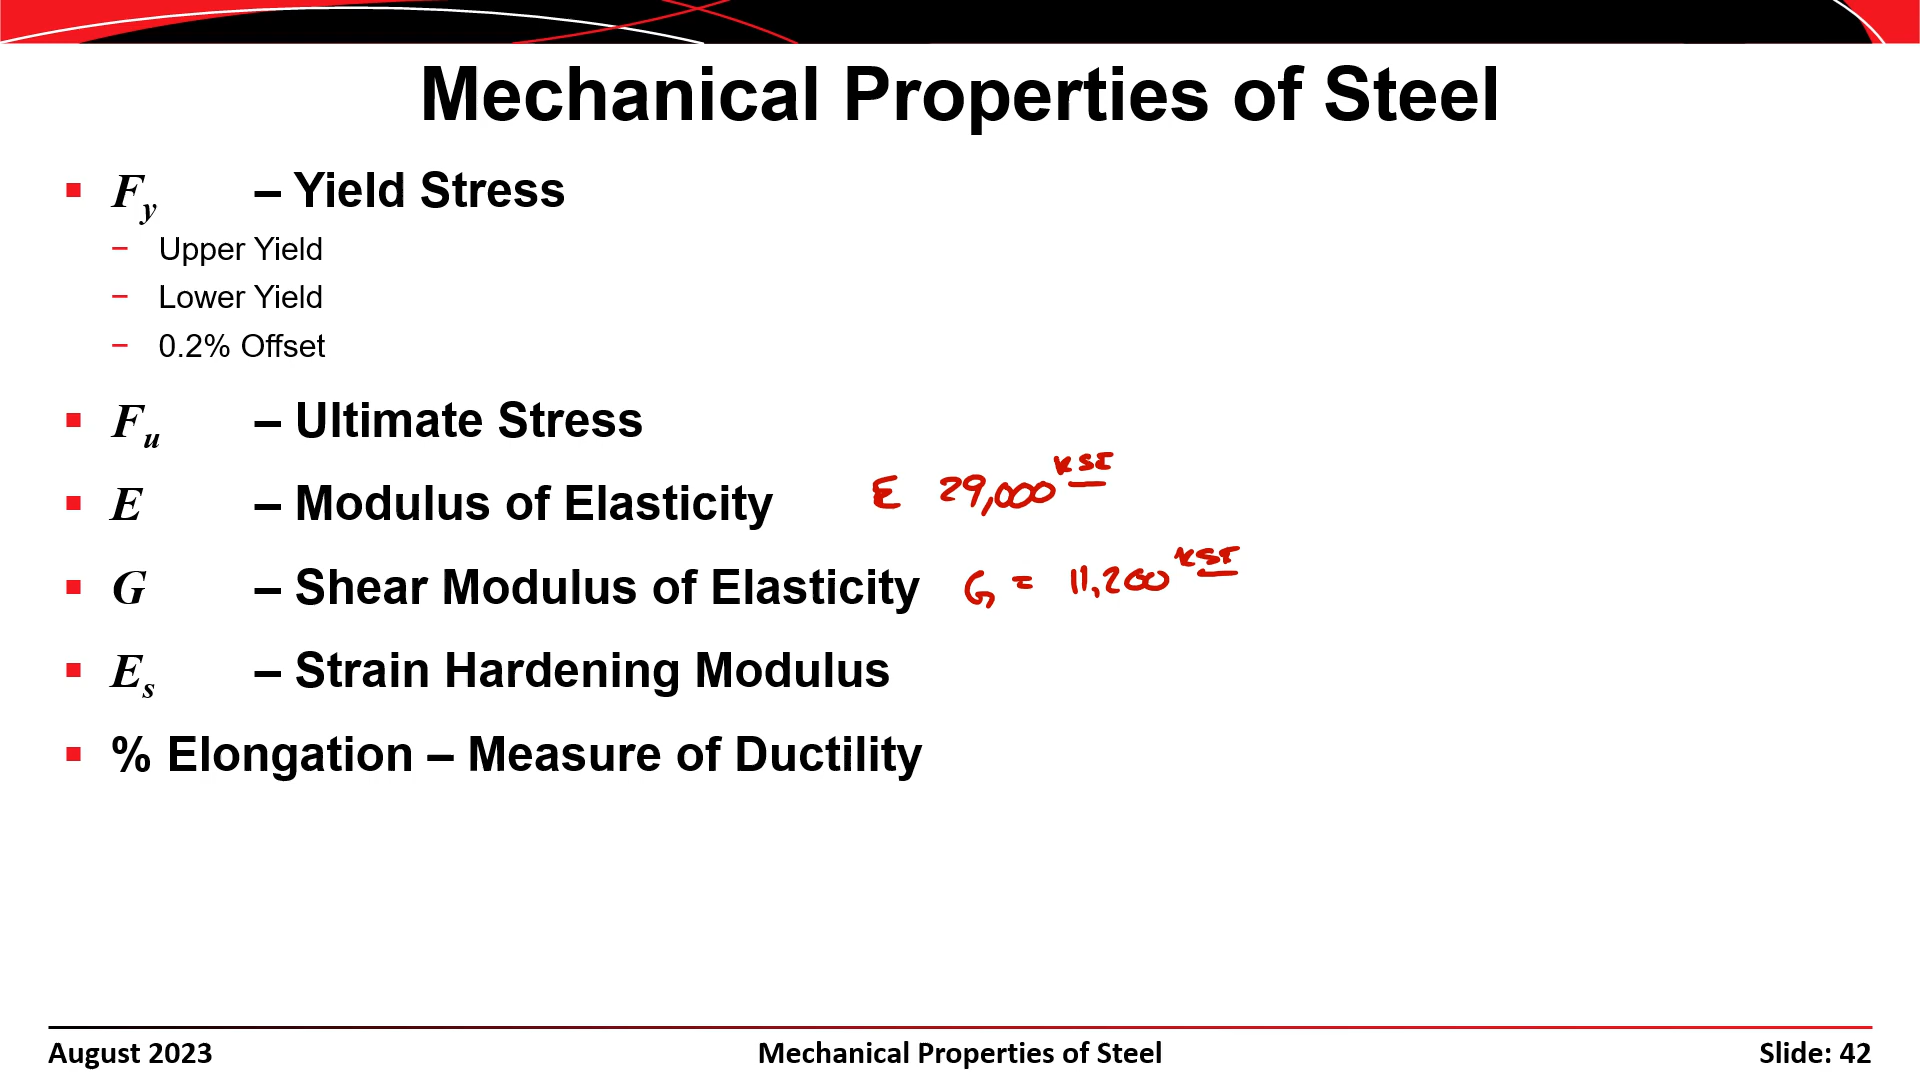 Mechanical Properties of Steel
▪ Fy – Yield Stress
– Upper Yield
– Lower Yield
– 0.2% Offset
▪ Fu – Ultimate Stress
▪ E – Modulus of Elasticity E 29,000 KSI
▪ G – Shear Modulus of Elasticity G = 11,200 KSI
▪ Es – Strain Hardening Modulus
▪ % Elongation – Measure of Ductility
August 2023 Mechanical Properties of Steel Slide: 42